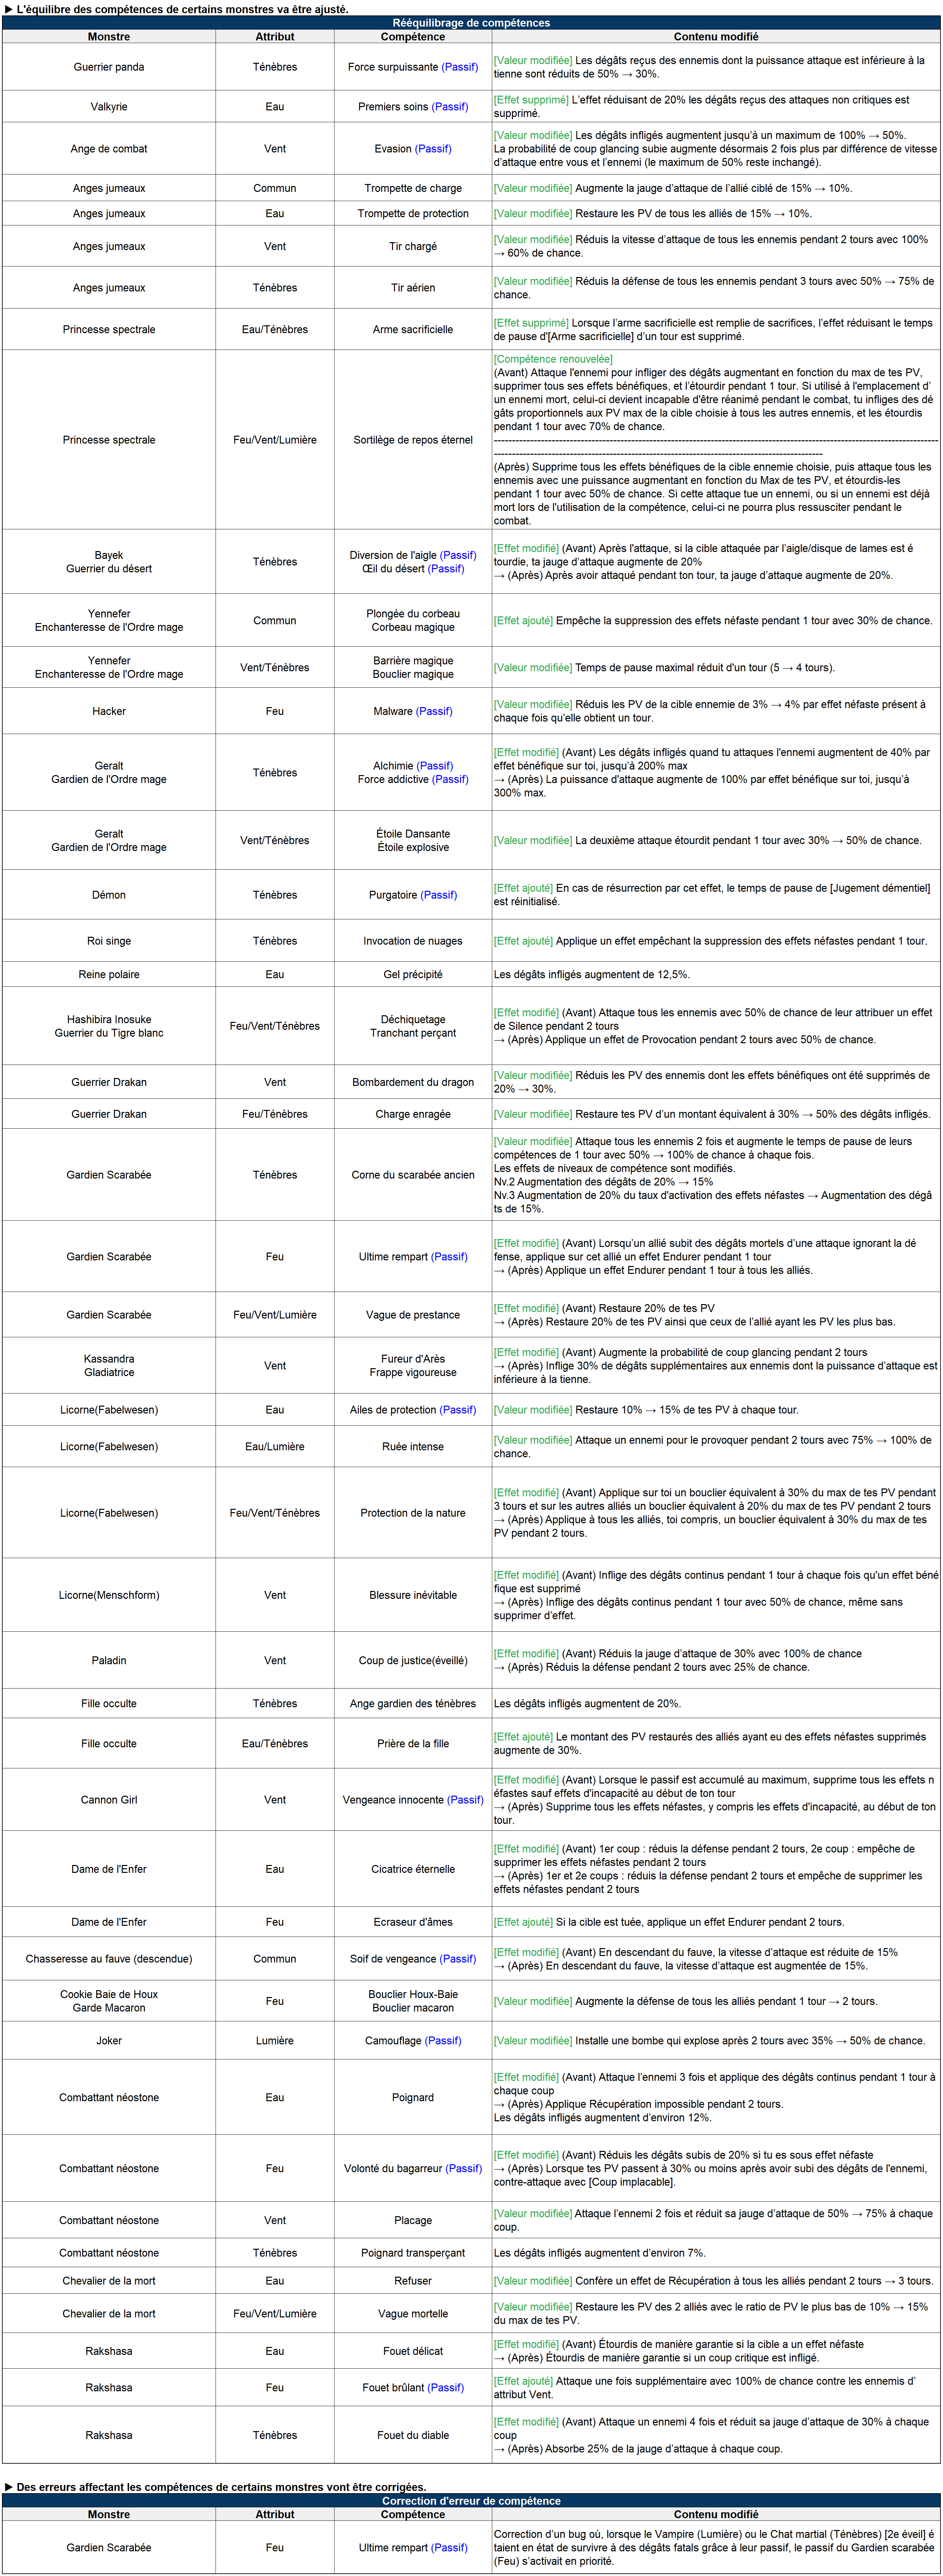 ▶ L'équilibre des compétences de certains monstres va être ajusté.
Rééquilibrage de compétences
Monstre Attribut Compétence Contenu modifié
Guerrier panda Ténèbres Force surpuissante (Passif) [Valeur modifiée] Les dégâts reçus des ennemis dont la puissance attaque est inférieure à la
tienne sont réduits de 50% → 30%.
Valkyrie Eau Premiers soins (Passif) [Effet supprimé] L'effet réduisant de 20% les dégâts reçus des attaques non critiques est
supprimé.
Ange de combat Vent Evasion (Passif) [Valeur modifiée] Les dégâts infligés augmentent jusqu'à un maximum de 100% → 50%.
La probabilité de coup glancing subie augmente désormais 2 fois plus par différence de vitesse
d'attaque entre vous et l'ennemi (le maximum de 50% reste inchangé).
Anges jumeaux Commun Trompette de charge [Valeur modifiée] Augmente la jauge d'attaque de l'allié ciblé de 15% → 10%.
Anges jumeaux Eau Trompette de protection [Valeur modifiée] Restaure les PV de tous les alliés de 15% → 10%.
Anges jumeaux Vent Tir chargé [Valeur modifiée] Réduis la vitesse d'attaque de tous les ennemis pendant 2 tours avec 100%
→ 60% de chance.
Anges jumeaux Ténèbres Tir aérien [Valeur modifiée] Réduis la défense de tous les ennemis pendant 3 tours avec 50% → 75% de
chance.
Princesse spectrale Eau/Ténèbres Arme sacrificielle [Effet supprimé] Lorsque l'arme sacrificielle est remplie de sacrifices, l'effet réduisant le temps
de pause d'[Arme sacrificielle] d'un tour est supprimé.
Princesse spectrale Feu/Vent/Lumière Sortilège de repos éternel [Compétence renouvelée]
(Avant) Attaque l'ennemi pour infliger des dégâts augmentant en fonction du max de tes PV,
supprimer tous ses effets bénéfiques, et l'étourdir pendant 1 tour. Si utilisé à l'emplacement d'
un ennemi mort, celui-ci devient incapable d'être réanimé pendant le combat, tu infliges des dé
gâts proportionnels aux PV max de la cible choisie à tous les autres ennemis, et les étourdis
pendant 1 tour avec 70% de chance.
(Après) Supprime tous les effets bénéfiques de la cible ennemie choisie, puis attaque tous les
ennemis avec une puissance augmentant en fonction du Max de tes PV, et étourdis-les
pendant 1 tour avec 50% de chance. Si cette attaque tue un ennemi, ou si un ennemi est déjà
mort lors de l'utilisation de la compétence, celui-ci ne pourra plus ressusciter pendant le
combat.
Bayek
Guerrier du désert Ténèbres Diversion de l'aigle (Passif)
Œil du désert (Passif) [Effet modifié] (Avant) Après l'attaque, si la cible attaquée par l'aigle/disque de lames est é
tourdie, ta jauge d'attaque augmente de 20%
→ (Après) Après avoir attaqué pendant ton tour, ta jauge d'attaque augmente de 20%.
Yennefer
Enchanteresse de l'Ordre mage Commun Plongée du corbeau
Corbeau magique [Effet ajouté] Empêche la suppression des effets néfaste pendant 1 tour avec 30% de chance.
Yennefer
Enchanteresse de l'Ordre mage Vent/Ténèbres Barrière magique
Bouclier magique [Valeur modifiée] Temps de pause maximal réduit d'un tour (5 → 4 tours).
Hacker Feu Malware (Passif) [Valeur modifiée] Réduis les PV de la cible ennemie de 3% → 4% par effet néfaste présent à
chaque fois qu'elle obtient un tour.
Geralt
Gardien de l'Ordre mage Ténèbres Alchimie (Passif)
Force addictive (Passif) [Effet modifié] (Avant) Les dégâts infligés quand tu attaques l'ennemi augmentent de 40% par
effet bénéfique sur toi, jusqu'à 200% max
→ (Après) La puissance d'attaque augmente de 100% par effet bénéfique sur toi, jusqu'à
300% max.
Geralt
Gardien de l'Ordre mage Vent/Ténèbres Étoile Dansante
Étoile explosive [Valeur modifiée] La deuxième attaque étourdit pendant 1 tour avec 30% → 50% de chance.
Démon Ténèbres Purgatoire (Passif) [Effet ajouté] En cas de résurrection par cet effet, le temps de pause de [Jugement démentiel]
est réinitialisé.
Roi singe Ténèbres Invocation de nuages [Effet ajouté] Applique un effet empêchant la suppression des effets néfastes pendant 1 tour.
Reine polaire Eau Gel précipité Les dégâts infligés augmentent de 12,5%.
Hashibira Inosuke
Guerrier du Tigre blanc Feu/Vent/Ténèbres Déchiquetage
Tranchant perçant [Effet modifié] (Avant) Attaque tous les ennemis avec 50% de chance de leur attribuer un effet
de Silence pendant 2 tours
→ (Après) Applique un effet de Provocation pendant 2 tours avec 50% de chance.
Guerrier Drakan Vent Bombardement du dragon [Valeur modifiée] Réduis les PV des ennemis dont les effets bénéfiques ont été supprimés de
20% → 30%.
Guerrier Drakan Feu/Ténèbres Charge enragée [Valeur modifiée] Restaure tes PV d'un montant équivalent à 30% → 50% des dégâts infligés.
Gardien Scarabée Ténèbres Corne du scarabée ancien [Valeur modifiée] Attaque tous les ennemis 2 fois et augmente le temps de pause de leurs
compétences de 1 tour avec 50% → 100% de chance à chaque fois.
Les effets de niveaux de compétence sont modifiés.
Nv.2 Augmentation des dégâts de 20% → 15%
Nv.3 Augmentation de 20% du taux d'activation des effets néfastes → Augmentation des dégâ
ts de 15%.
Gardien Scarabée Feu Ultime rempart (Passif) [Effet modifié] (Avant) Lorsqu'un allié subit des dégâts mortels d'une attaque ignorant la dé
fense, applique sur cet allié un effet Endurer pendant 1 tour
→ (Après) Applique un effet Endurer pendant 1 tour à tous les alliés.
Gardien Scarabée Feu/Vent/Lumière Vague de prestance [Effet modifié] (Avant) Restaure 20% de tes PV
→ (Après) Restaure 20% de tes PV ainsi que ceux de l'allié ayant les PV les plus bas.
Kassandra
Gladiatrice Vent Fureur d'Arès
Frappe vigoureuse [Effet modifié] (Avant) Augmente la probabilité de coup glancing pendant 2 tours
→ (Après) Inflige 30% de dégâts supplémentaires aux ennemis dont la puissance d'attaque est
inférieure à la tienne.
Licorne(Fabelwesen) Eau Ailes de protection (Passif) [Valeur modifiée] Restaure 10% → 15% de tes PV à chaque tour.
Licorne(Fabelwesen) Eau/Lumière Ruée intense [Valeur modifiée] Attaque un ennemi pour le provoquer pendant 2 tours avec 75% → 100% de
chance.
Licorne(Fabelwesen) Feu/Vent/Ténèbres Protection de la nature [Effet modifié] (Avant) Applique sur toi un bouclier équivalent à 30% du max de tes PV pendant
3 tours et sur les autres alliés un bouclier équivalent à 20% du max de tes PV pendant 2 tours
→ (Après) Applique à tous les alliés, toi compris, un bouclier équivalent à 30% du max de tes
PV pendant 2 tours.
Licorne(Menschform) Vent Blessure inévitable [Effet modifié] (Avant) Inflige des dégâts continus pendant 1 tour à chaque fois qu'un effet béné
fique est supprimé
→ (Après) Inflige des dégâts continus pendant 1 tour avec 50% de chance, même sans
supprimer d'effet.
Paladin Vent Coup de justice(éveillé) [Effet modifié] (Avant) Réduis la jauge d'attaque de 30% avec 100% de chance
→ (Après) Réduis la défense pendant 2 tours avec 25% de chance.
Fille occulte Ténèbres Ange gardien des ténèbres Les dégâts infligés augmentent de 20%.
Fille occulte Eau/Ténèbres Prière de la fille [Effet ajouté] Le montant des PV restaurés des alliés ayant eu des effets néfastes supprimés
augmente de 30%.
Cannon Girl Vent Vengeance innocente (Passif) [Effet modifié] (Avant) Lorsque le passif est accumulé au maximum, supprime tous les effets n
éfastes sauf effets d'incapacité au début de ton tour
→ (Après) Supprime tous les effets néfastes, y compris les effets d'incapacité, au début de ton
tour.
Dame de l'Enfer Eau Cicatrice éternelle [Effet modifié] (Avant) 1er coup : réduis la défense pendant 2 tours, 2e coup : empêche de
supprimer les effets néfastes pendant 2 tours
→ (Après) 1er et 2e coups : réduis la défense pendant 2 tours et empêche de supprimer les
effets néfastes pendant 2 tours
Dame de l'Enfer Feu Ecraseur d'âmes [Effet ajouté] Si la cible est tuée, applique un effet Endurer pendant 2 tours.
Chasseresse au fauve (descendue) Commun Soif de vengeance (Passif) [Effet modifié] (Avant) En descendant du fauve, la vitesse d'attaque est réduite de 15%
→ (Après) En descendant du fauve, la vitesse d'attaque est augmentée de 15%.
Cookie Baie de Houx
Garde Macaron Feu Bouclier Houx-Baie
Bouclier macaron [Valeur modifiée] Augmente la défense de tous les alliés pendant 1 tour → 2 tours.
Joker Lumière Camouflage (Passif) [Valeur modifiée] Installe une bombe qui explose après 2 tours avec 35% → 50% de chance.
Combattant néostone Eau Poignard [Effet modifié] (Avant) Attaque l'ennemi 3 fois et applique des dégâts continus pendant 1 tour à
chaque coup
→ (Après) Applique Récupération impossible pendant 2 tours.
Les dégâts infligés augmentent d'environ 12%.
Combattant néostone Feu Volonté du bagarreur (Passif) [Effet modifié] (Avant) Réduis les dégâts subis de 20% si tu es sous effet néfaste
→ (Après) Lorsque tes PV passent à 30% ou moins après avoir subi des dégâts de l'ennemi,
contre-attaque avec [Coup implacable].
Combattant néostone Vent Placage [Valeur modifiée] Attaque l'ennemi 2 fois et réduit sa jauge d'attaque de 50% → 75% à chaque
coup.
Combattant néostone Ténèbres Poignard transperçant Les dégâts infligés augmentent d'environ 7%.
Chevalier de la mort Eau Refuser [Valeur modifiée] Confère un effet de Récupération à tous les alliés pendant 2 tours → 3 tours.
Chevalier de la mort Feu/Vent/Lumière Vague mortelle [Valeur modifiée] Restaure les PV des 2 alliés avec le ratio de PV le plus bas de 10% → 15%
du max de tes PV.
Rakshasa Eau Fouet délicat [Effet modifié] (Avant) Étourdis de manière garantie si la cible a un effet néfaste
→ (Après) Étourdis de manière garantie si un coup critique est infligé.
Rakshasa Feu Fouet brûlant (Passif) [Effet ajouté] Attaque une fois supplémentaire avec 100% de chance contre les ennemis d'
attribut Vent.
Rakshasa Ténèbres Fouet du diable [Effet modifié] (Avant) Attaque un ennemi 4 fois et réduit sa jauge d'attaque de 30% à chaque
coup
→ (Après) Absorbe 25% de la jauge d'attaque à chaque coup.
▶ Des erreurs affectant les compétences de certains monstres vont être corrigées.
Correction d'erreur de compétence
Monstre Attribut Compétence Contenu modifié
Gardien Scarabée Feu Ultime rempart (Passif) Correction d'un bug où, lorsque le Vampire (Lumière) ou le Chat martial (Ténèbres) [2e éveil] é
taient en état de survivre à des dégâts fatals grâce à leur passif, le passif du Gardien scarabée
(Feu) s'activait en priorité.